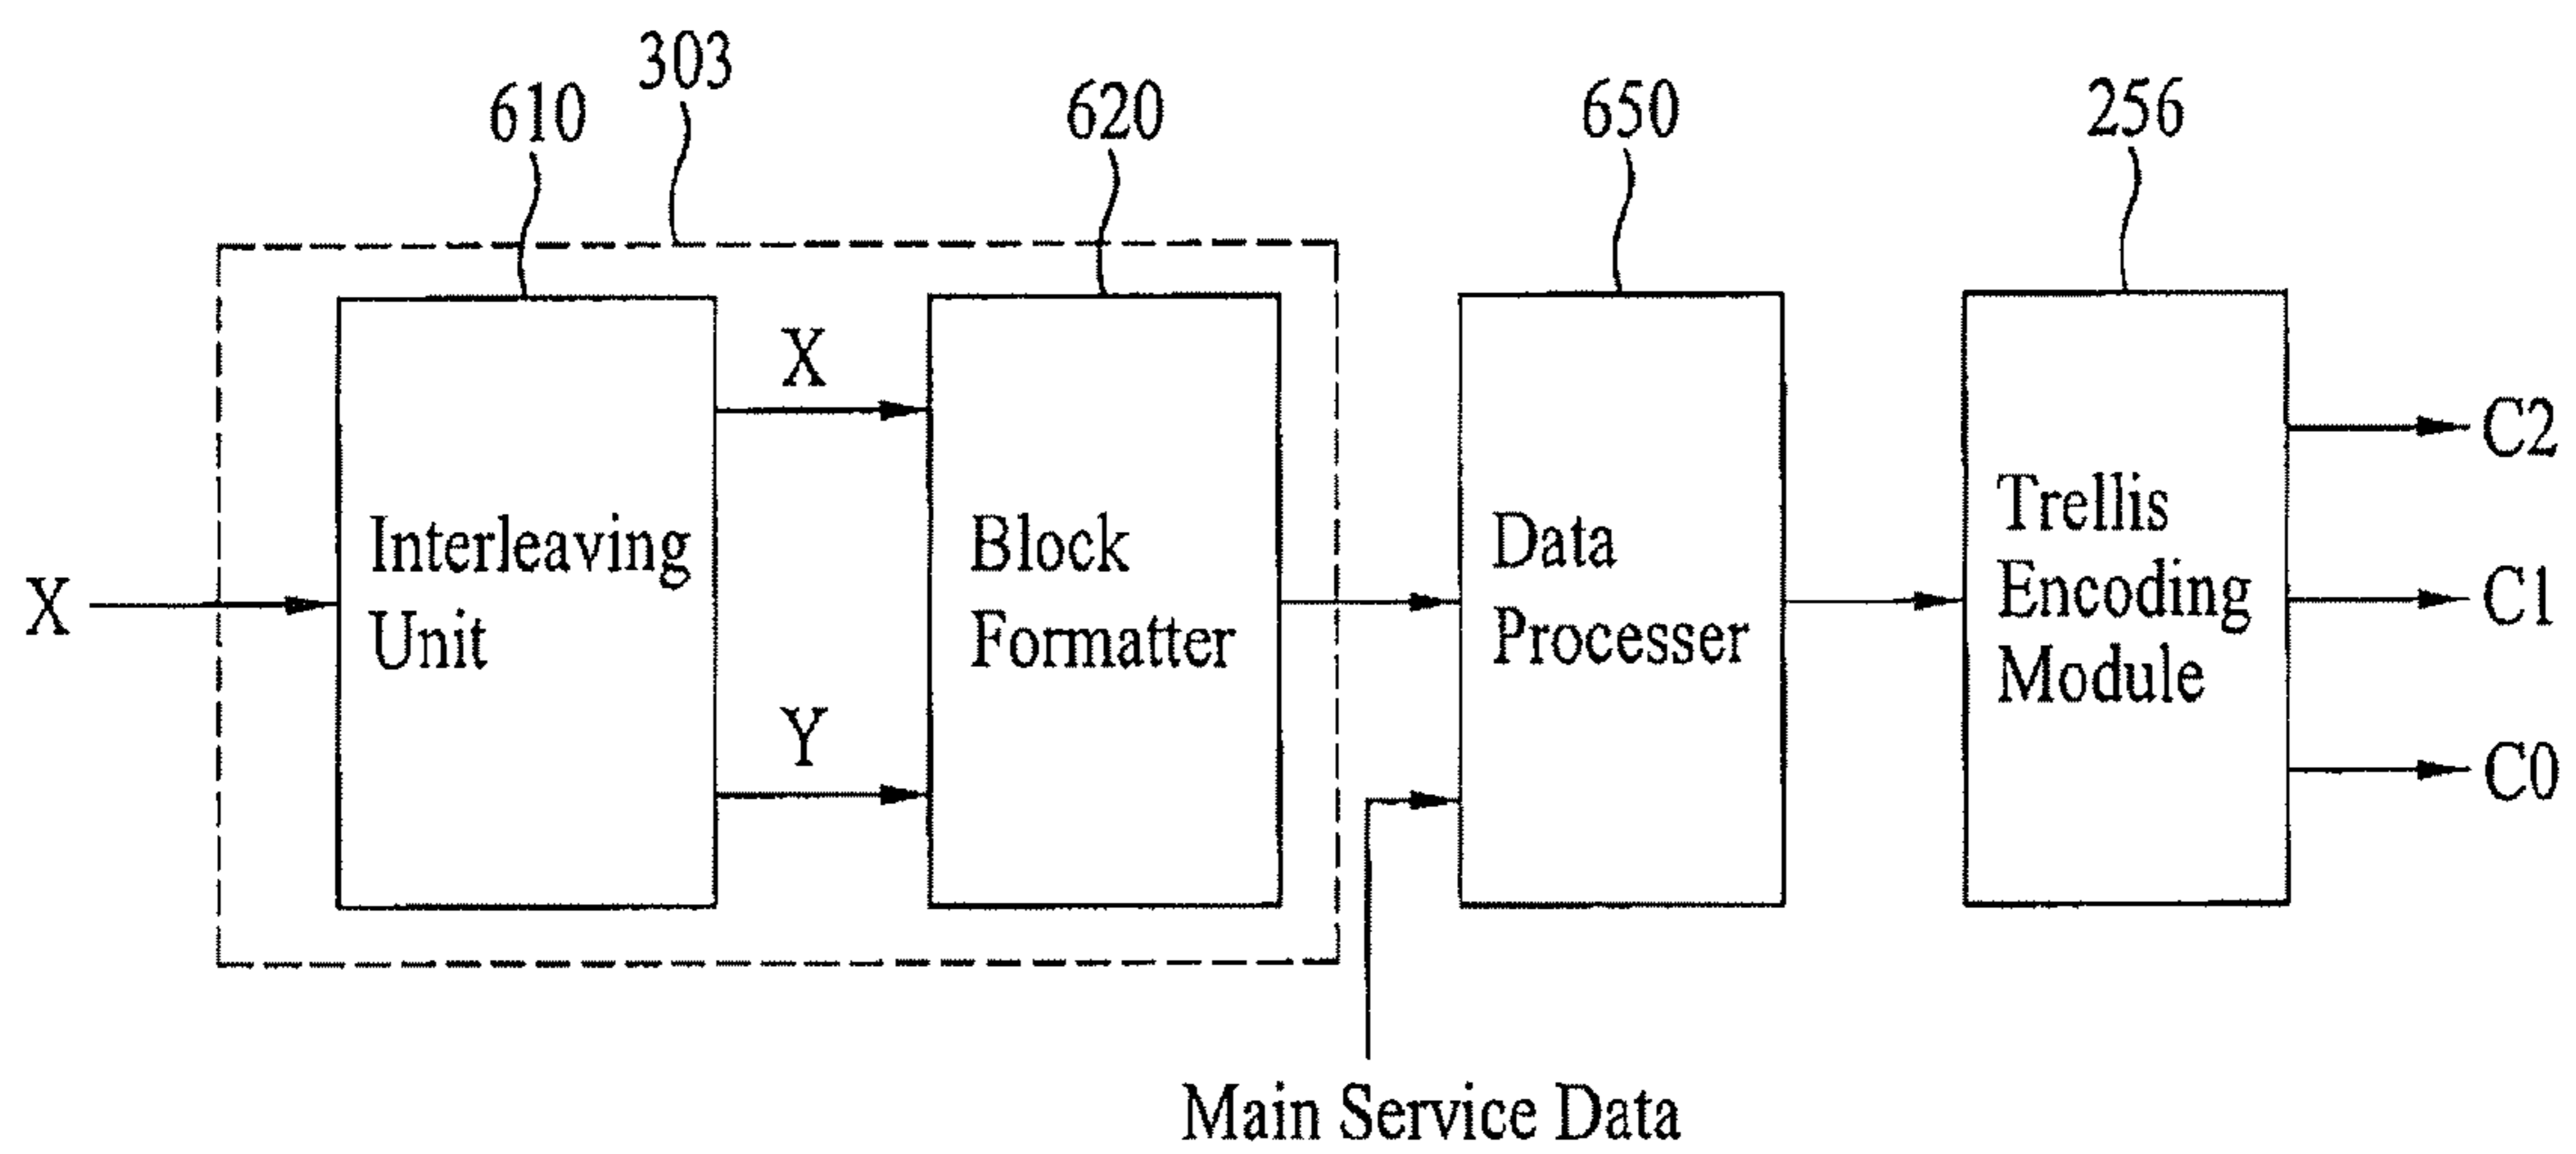 303
610
620
650
256
X
Interleaving
Unit
X
Y
Block
Formatter
Data
Processer
Trellis
Encoding
Module
C2
C1
C0
Main Service Data